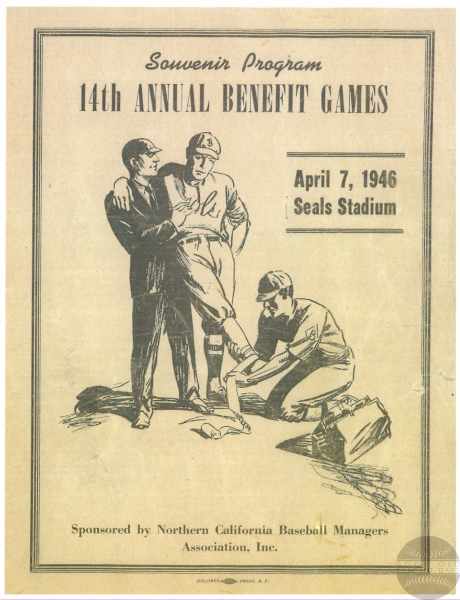 Souvenir Program
14th ANNUAL BENEFIT GAMES
April 7, 1946
Seals Stadium
Sponsored by Northern California Baseball Managers
Association, Inc.
PRESS, S. F.